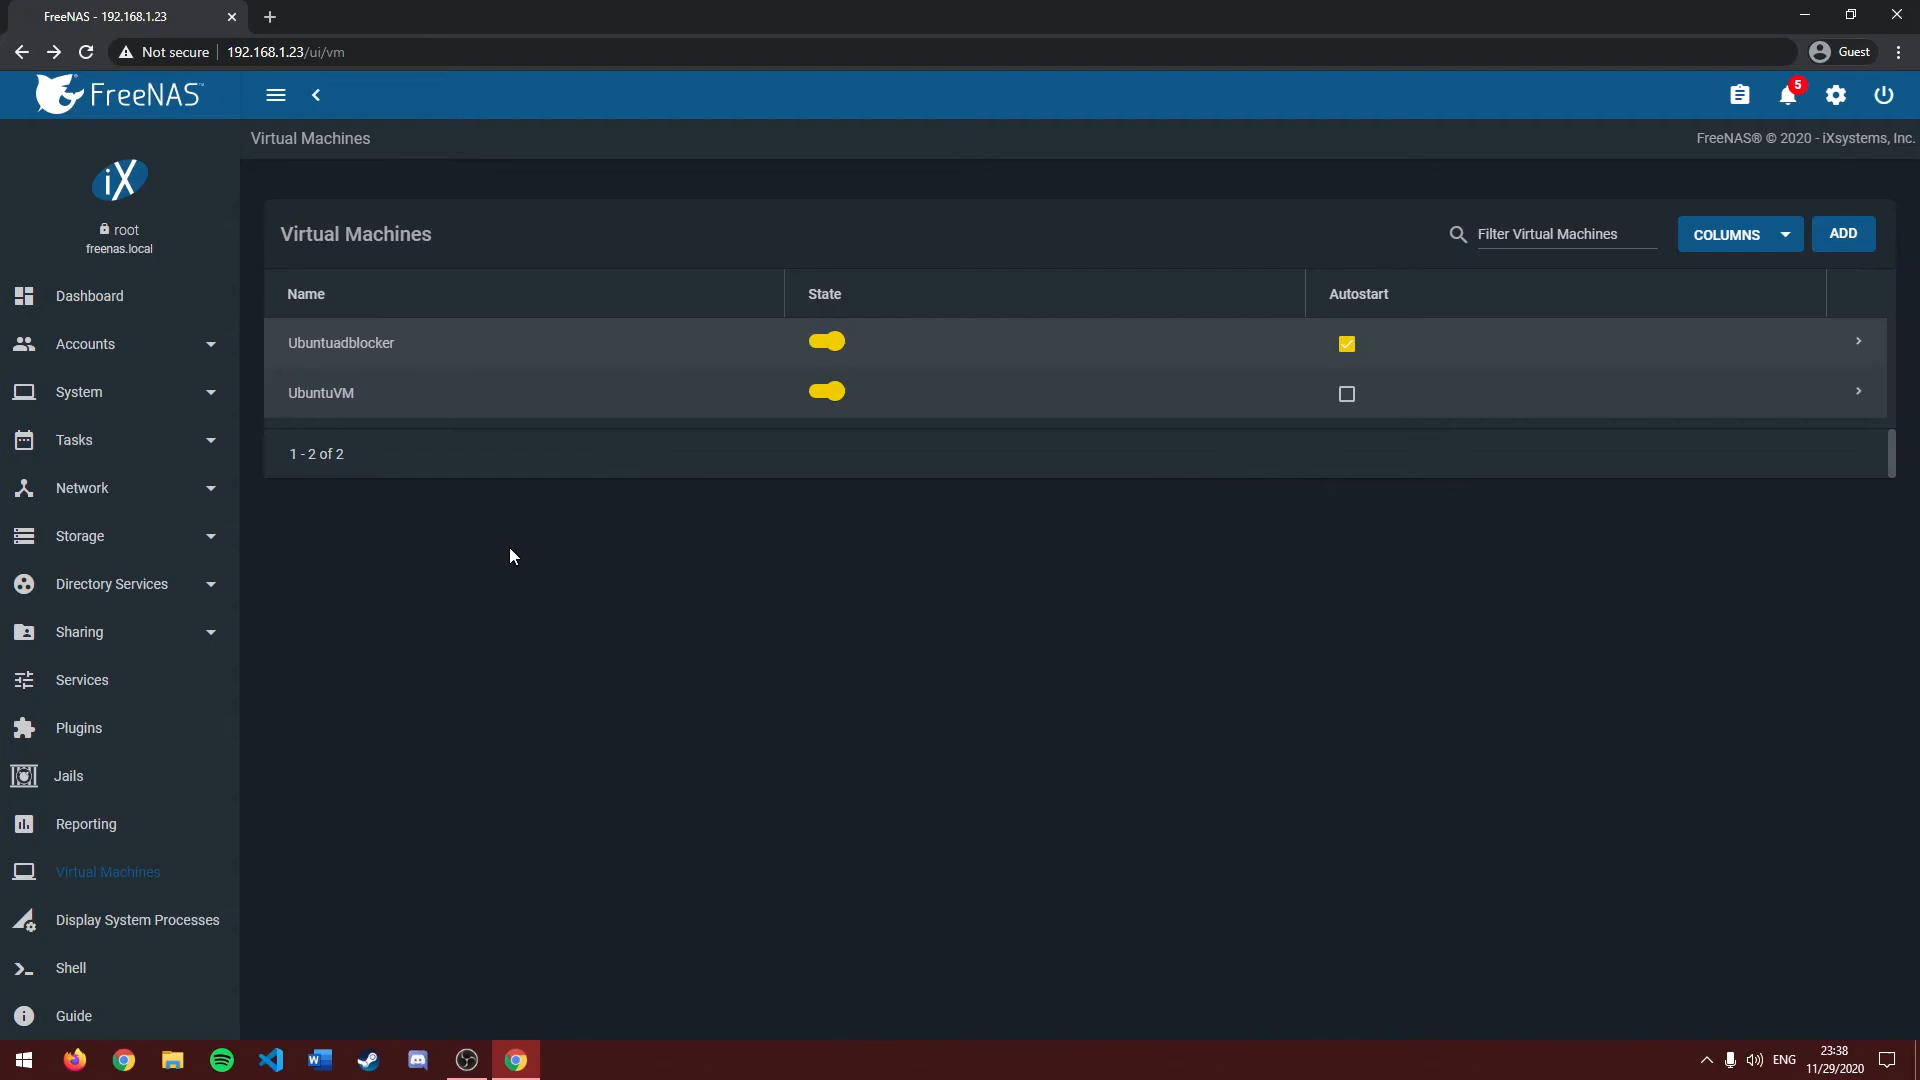 FreeNAS - 192.168.1.23
Not secure
192.168.1.23/ui/vm
Guest
FreeNAS™
5
Virtual Machines
FreeNAS® © 2020 - iXsystems, Inc.
iX
root
freenas.local
Dashboard
Accounts
System
Tasks
Network
Storage
Directory Services
Sharing
Services
Plugins
Jails
Reporting
Virtual Machines
Display System Processes
Shell
Guide
Virtual Machines
Filter Virtual Machines
COLUMNS
ADD
Name State Autostart
Ubuntuadblocker
UbuntuVM
1 - 2 of 2
ENG
23:38
11/29/2020